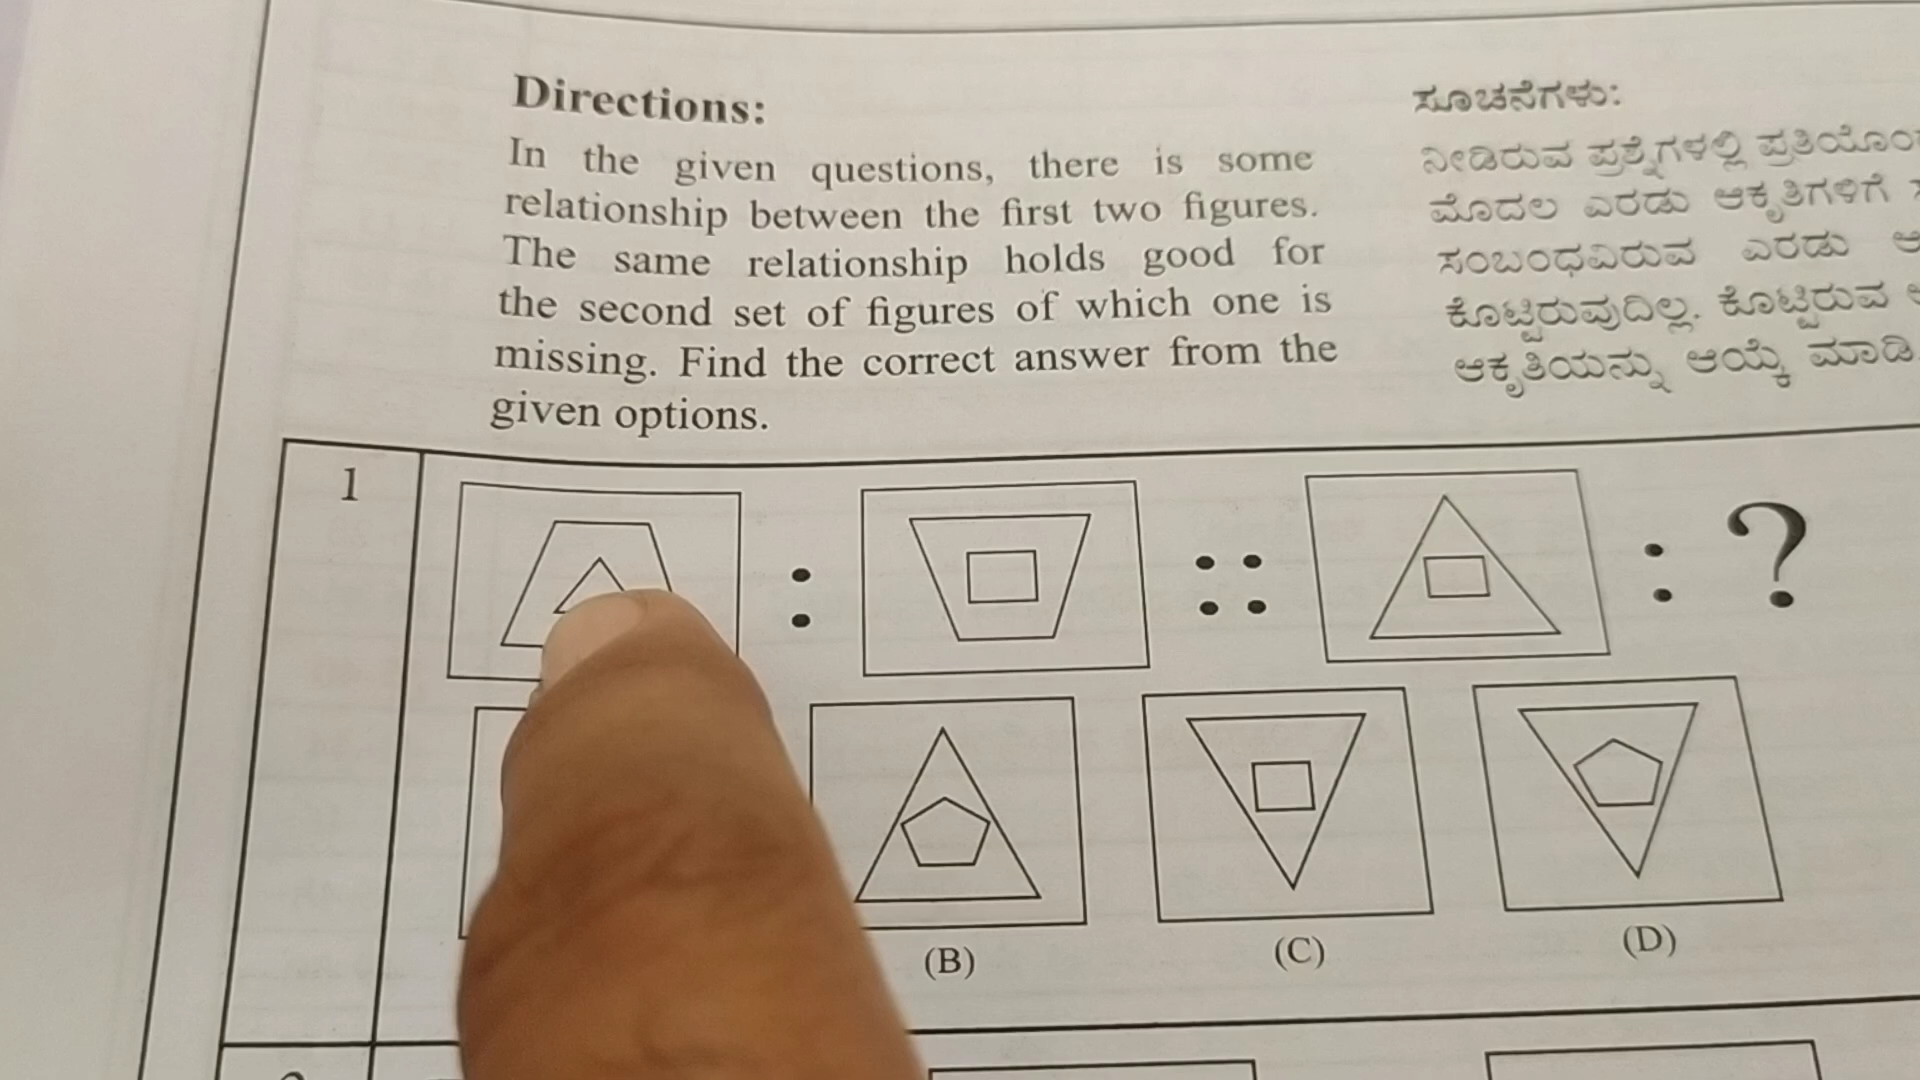 Directions:
In the given questions, there is some
relationship between the first two figures.
The same relationship holds good for
the second set of figures of which one is
missing. Find the correct answer from the
given options.
ಸೂಚನೆಗಳು:
ನೀಡಿರುವ ಪ್ರಶ್ನೆಗಳಲ್ಲಿ
ಮೊದಲ ಎರಡು ಆಕೃತಿಗಳಿಗೆ
ಸಂಬಂಧವಿರುವ ಎರಡು
ಕೊಟ್ಟಿರುವುದಿಲ್ಲ. ಕೊಟ್ಟಿರುವ
ಆಕೃತಿಯನ್ನು ಆಯ್ಕೆ ಮಾಡಿ
1
: :: : ?
(B) (C) (D)